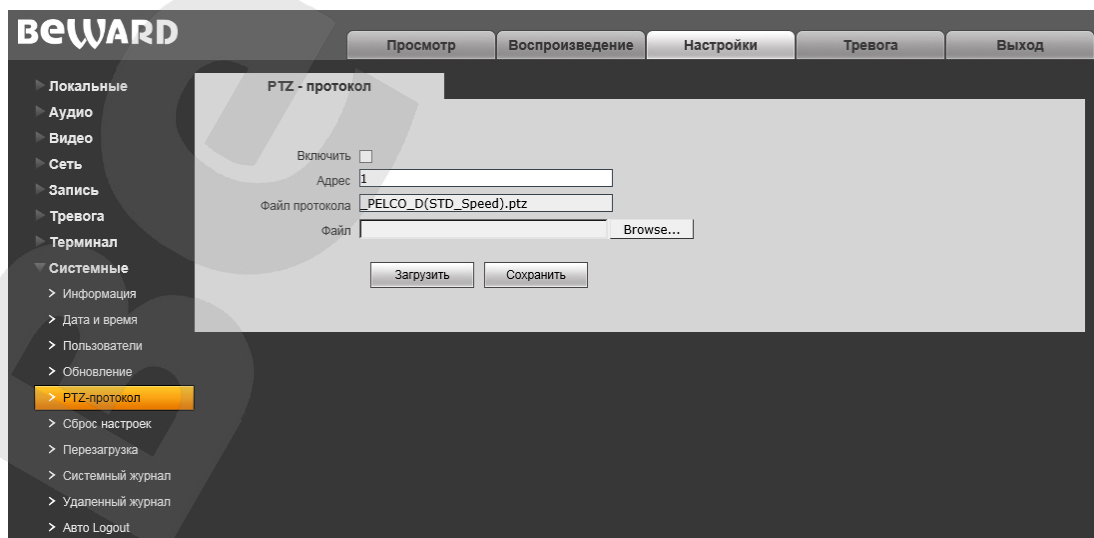 BEWARD
Просмотр
Воспроизведение
Настройки
Тревога
Выход
Локальные
Аудио
Видео
Сеть
Запись
Тревога
Терминал
Системные
Информация
Дата и время
Пользователи
Обновление
PTZ-протокол
Сброс настроек
Перезагрузка
Системный журнал
Удаленный журнал
Авто Logout
PTZ - протокол
Включить
Адрес 1
Файл протокола _PELCO_D(STD_Speed).ptz
Файл Browse...
Загрузить Сохранить